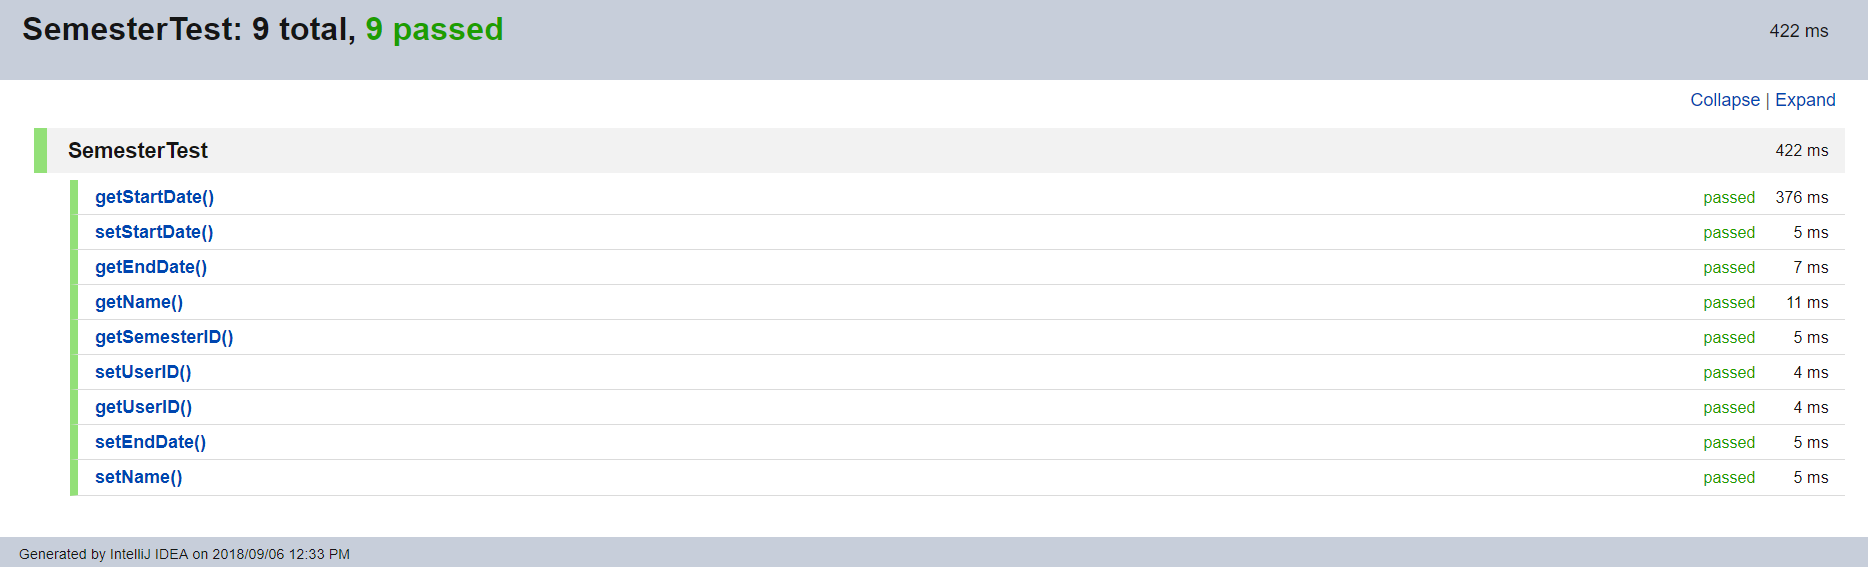 SemesterTest: 9 total, 9 passed 422 ms
Collapse | Expand
SemesterTest 422 ms
getStartDate() passed 376 ms
setStartDate() passed 5 ms
getEndDate() passed 7 ms
getName() passed 11 ms
getSemesterID() passed 5 ms
setUserID() passed 4 ms
getUserID() passed 4 ms
setEndDate() passed 5 ms
setName() passed 5 ms
Generated by IntelliJ IDEA on 2018/09/06 12:33 PM